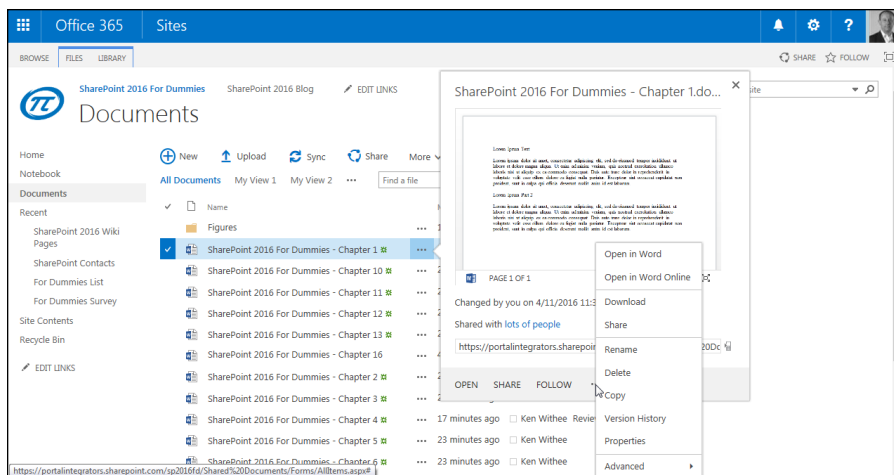 Office 365 Sites ?
BROWSE FILES LIBRARY SHARE FOLLOW
SharePoint 2016 For Dummies SharePoint 2016 Blog EDIT LINKS
Documents
Home
Notebook
Documents
Recent
SharePoint 2016 Wiki
Pages
SharePoint Contacts
For Dummies List
For Dummies Survey
Site Contents
Recycle Bin
EDIT LINKS
New Upload Sync Share More
All Documents My View 1 My View 2 ••• Find a file
Name
Figures •••
SharePoint 2016 For Dummies - Chapter 1 •••
SharePoint 2016 For Dummies - Chapter 10 •••
SharePoint 2016 For Dummies - Chapter 11 •••
SharePoint 2016 For Dummies - Chapter 12 •••
SharePoint 2016 For Dummies - Chapter 13 •••
SharePoint 2016 For Dummies - Chapter 16 •••
SharePoint 2016 For Dummies - Chapter 2 •••
SharePoint 2016 For Dummies - Chapter 3 •••
SharePoint 2016 For Dummies - Chapter 4 ••• 17 minutes ago Ken Withee
SharePoint 2016 For Dummies - Chapter 5 ••• 23 minutes ago Ken Withee
SharePoint 2016 For Dummies - Chapter 6 ••• 23 minutes ago Ken Withee
https://portalintegrators.sharepoint.com/sp2016fd/Shared%20Documents/Forms/AllItems.aspx#
SharePoint 2016 For Dummies - Chapter 1.do...
Lorem Ipsum Text
Lorem Ipsum Part 2
PAGE 1 OF 1
Changed by you on 4/11/2016 11:3
Shared with lots of people
https://portalintegrators.sharepoin
OPEN SHARE FOLLOW
Open in Word
Open in Word Online
Download
Share
Rename
Delete
Copy
Version History
Properties
Advanced